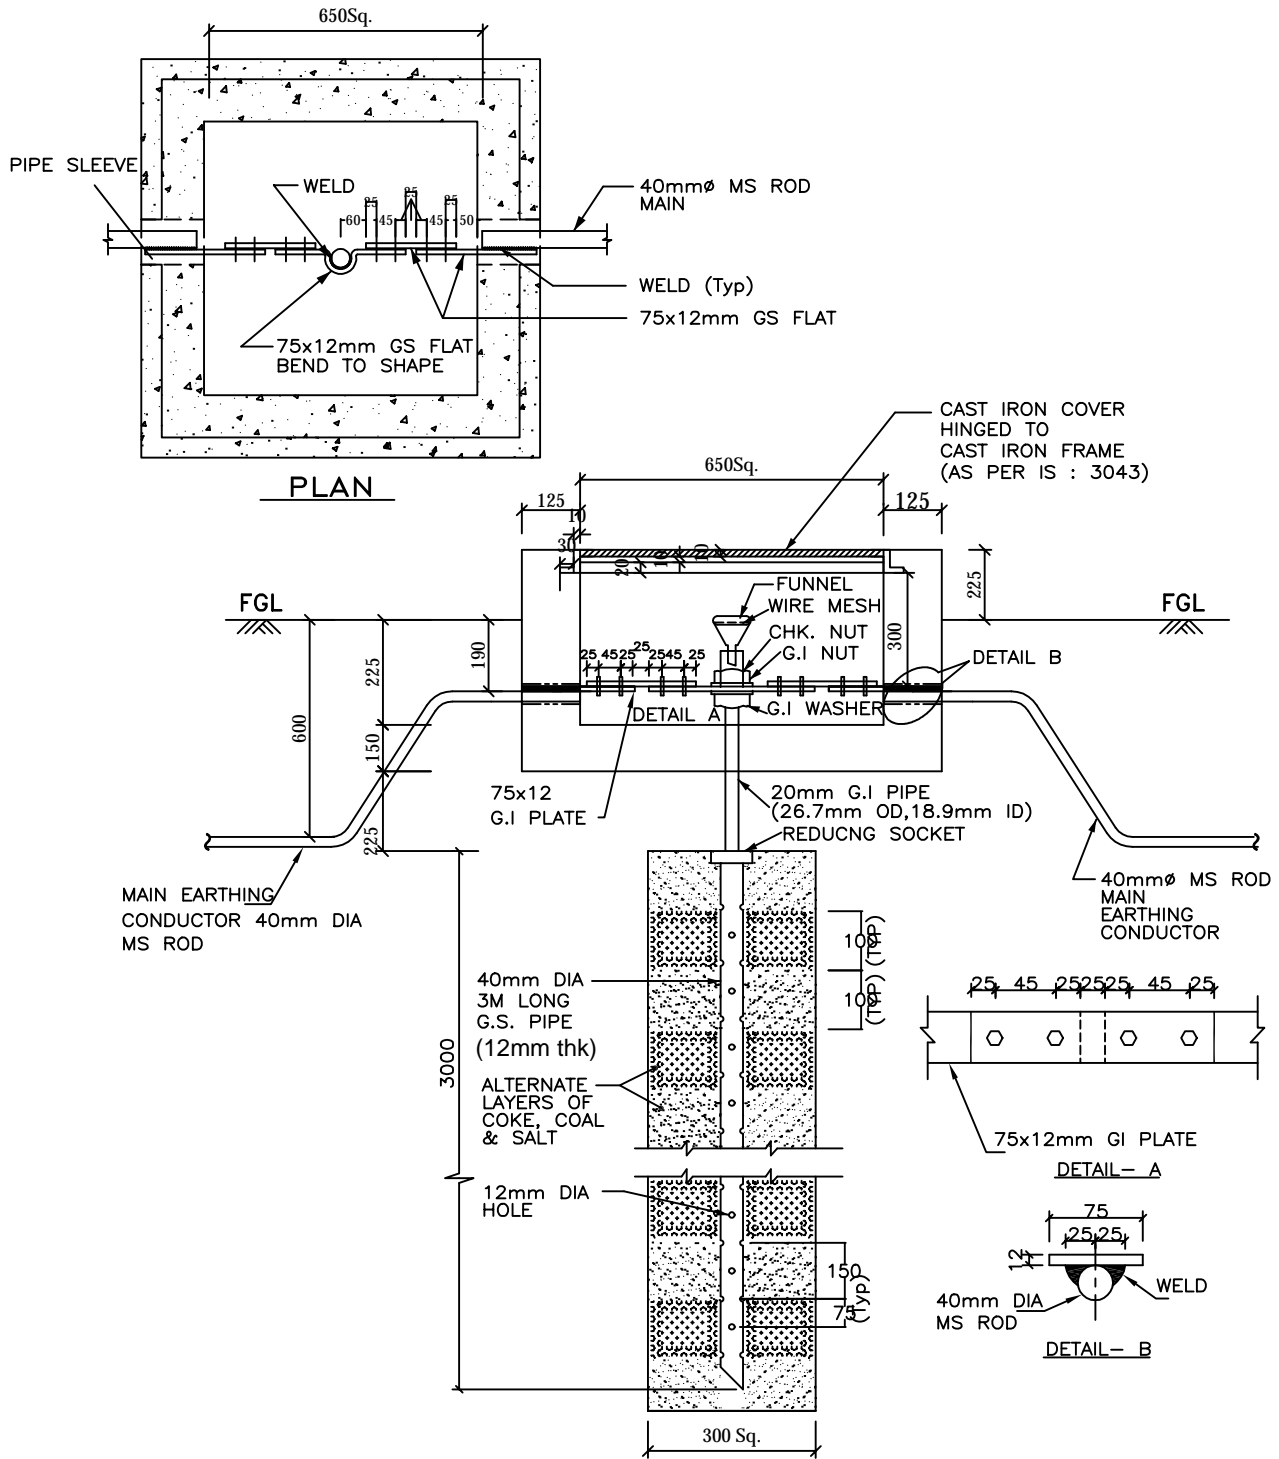 650Sq.
PIPE SLEEVE
WELD
25
25
25
60
45
45
50
40mmø MS ROD
MAIN
WELD (Typ)
75x12mm GS FLAT
75x12mm GS FLAT
BEND TO SHAPE
PLAN
CAST IRON COVER
HINGED TO
CAST IRON FRAME
(AS PER IS : 3043)
650Sq.
125
125
10
30
20
10
10
225
FUNNEL
WIRE MESH
CHK. NUT
G.I NUT
300
FGL
FGL
190
225
600
150
225
25
45
25
25
25
45
25
DETAIL B
DETAIL A
G.I WASHER
75x12
G.I PLATE
20mm G.I PIPE
(26.7mm OD,18.9mm ID)
REDUCNG SOCKET
MAIN EARTHING
CONDUCTOR 40mm DIA
MS ROD
40mmø MS ROD
MAIN
EARTHING
CONDUCTOR
100
(TYP)
100
(TYP)
40mm DIA
3M LONG
G.S. PIPE
(12mm thk)
3000
ALTERNATE
LAYERS OF
COKE, COAL
& SALT
12mm DIA
HOLE
150
75
(Typ)
300 Sq.
25
45
25
25
25
45
25
75x12mm GI PLATE
DETAIL- A
75
25
25
12
WELD
40mm DIA
MS ROD
DETAIL- B